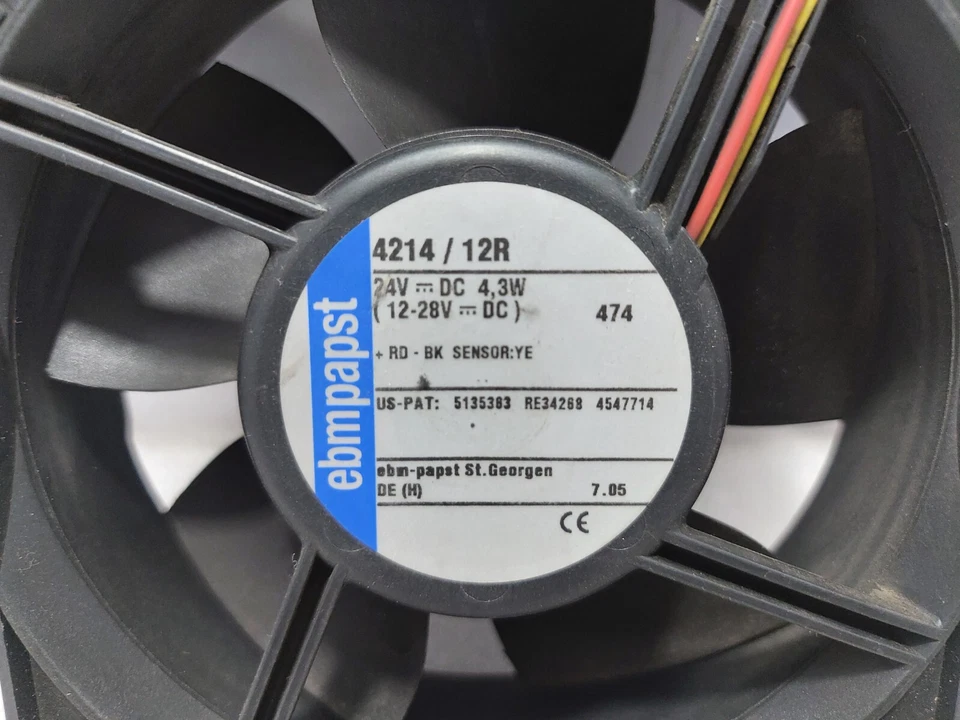 ebmpapst
4214 / 12R
24V ⎓ DC 4,3W
( 12-28V ⎓ DC ) 474
+ RD - BK SENSOR:YE
US-PAT: 5135383 RE34268 4547714
ebm-papst St.Georgen
DE (H) 7.05
CE